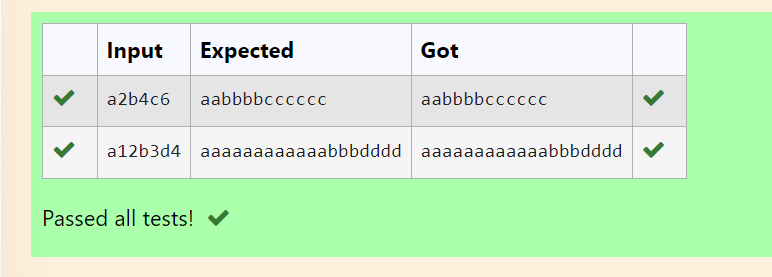 Input Expected Got
a2b4c6 aabbbbcccccc aabbbbcccccc
a12b3d4 aaaaaaaaaaaabbbdddd aaaaaaaaaaaabbbdddd
Passed all tests!